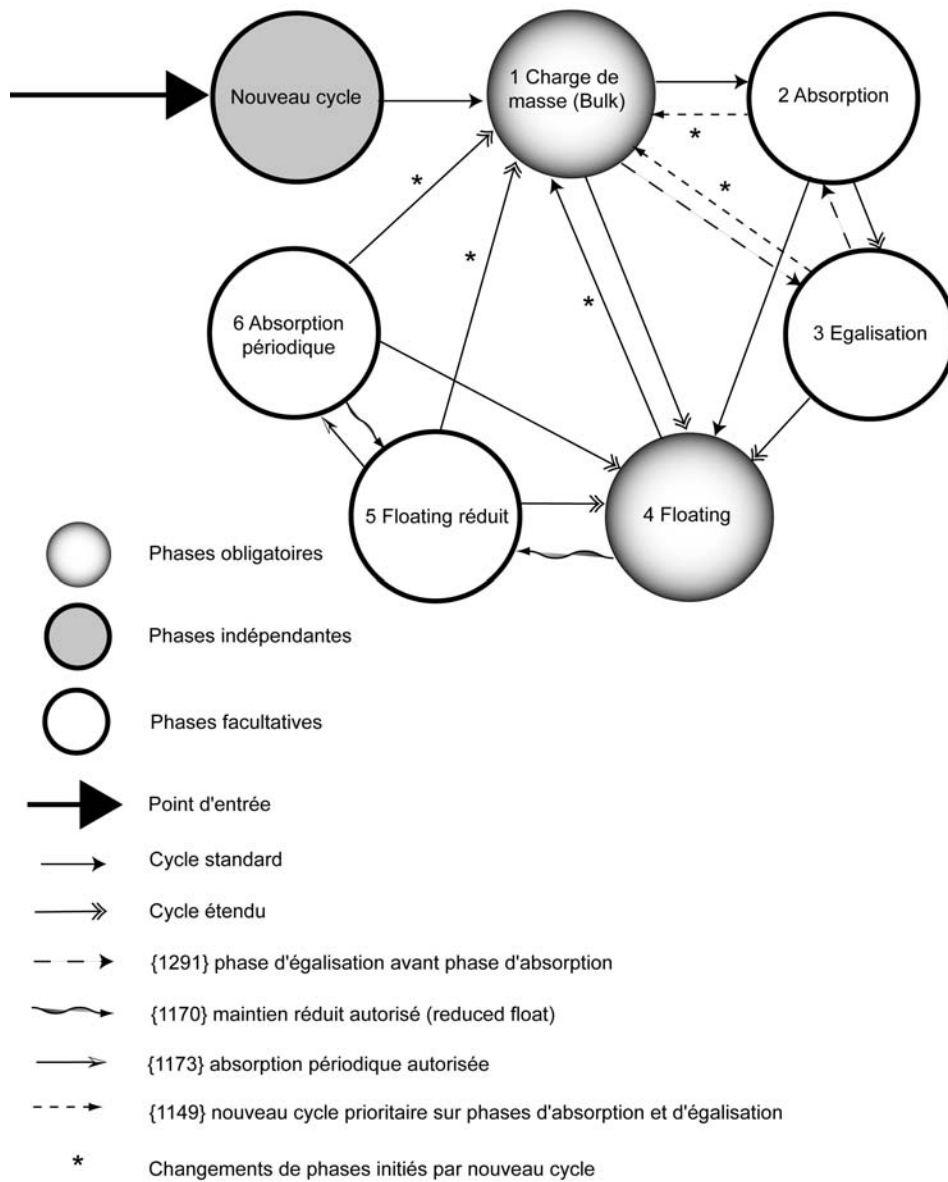 Nouveau cycle
1 Charge de
masse (Bulk)
2 Absorption
*
*
*
*
*
6 Absorption
périodique
3 Egalisation
5 Floating réduit
4 Floating
Phases obligatoires
Phases indépendantes
Phases facultatives
Point d'entrée
Cycle standard
Cycle étendu
{1291} phase d'égalisation avant phase d'absorption
{1170} maintien réduit autorisé (reduced float)
{1173} absorption périodique autorisée
{1149} nouveau cycle prioritaire sur phases d'absorption et d'égalisation
* Changements de phases initiés par nouveau cycle